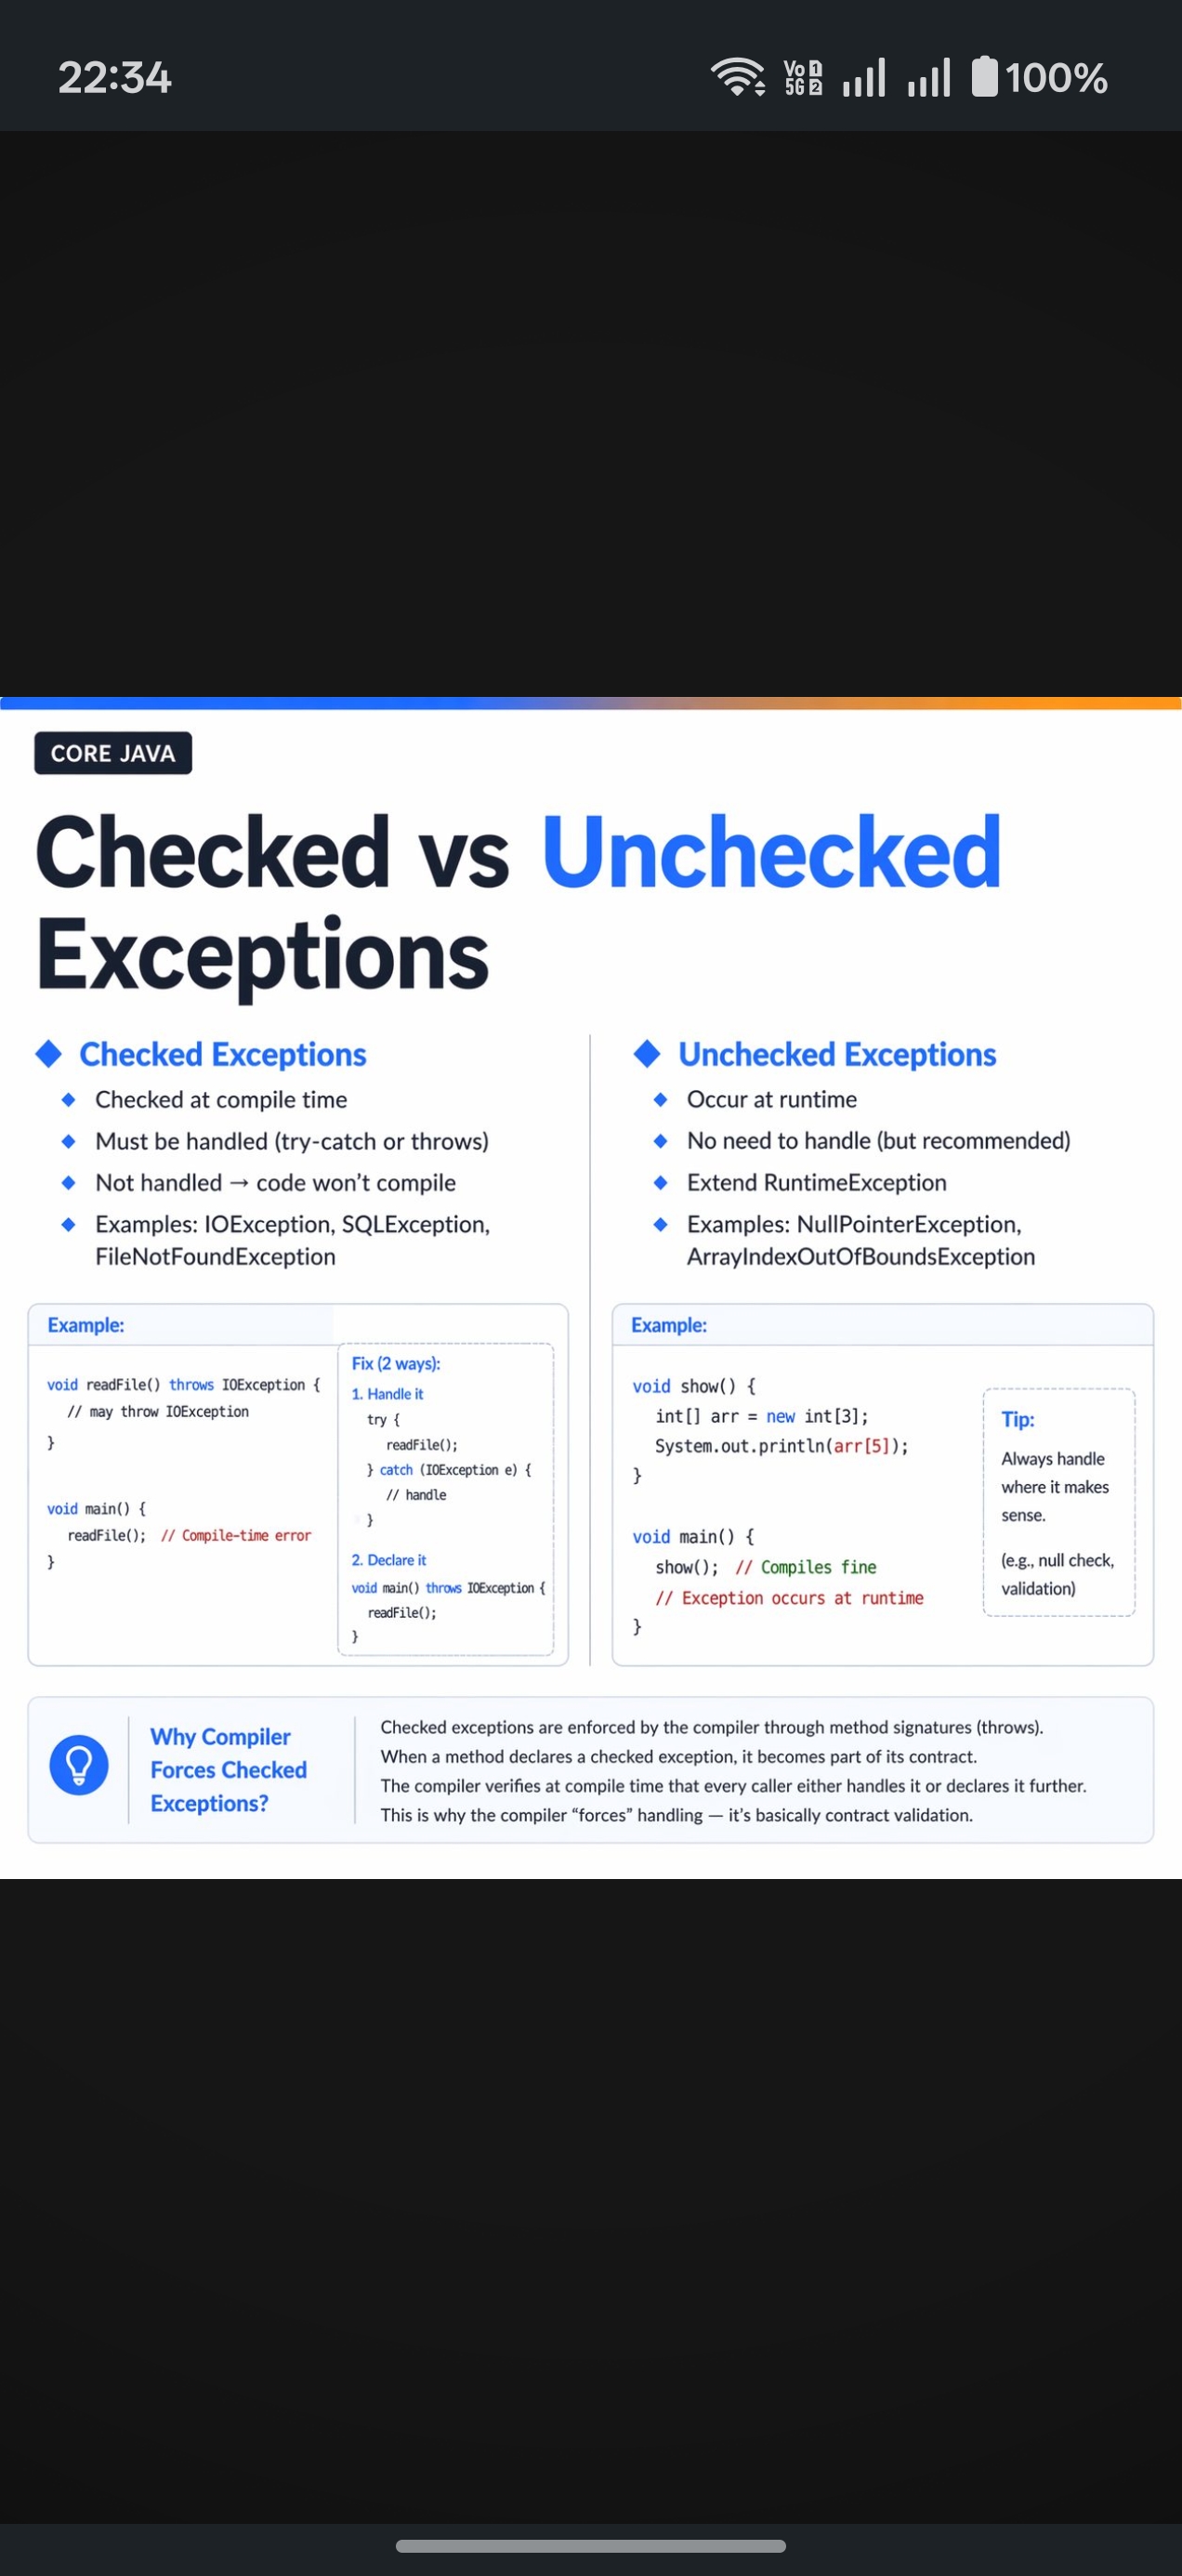 22:34
Vo 1
5G 2
100%
CORE JAVA
Checked vs Unchecked
Exceptions
Checked Exceptions
Checked at compile time
Must be handled (try-catch or throws)
Not handled → code won’t compile
Examples: IOException, SQLException,
FileNotFoundException
Example:
void readFile() throws IOException {
// may throw IOException
}
void main() {
readFile(); // Compile-time error
}
Fix (2 ways):
1. Handle it
try {
readFile();
} catch (IOException e) {
// handle
}
2. Declare it
void main() throws IOException {
readFile();
}
Unchecked Exceptions
Occur at runtime
No need to handle (but recommended)
Extend RuntimeException
Examples: NullPointerException,
ArrayIndexOutOfBoundsException
Example:
void show() {
int[] arr = new int[3];
System.out.println(arr[5]);
}
void main() {
show(); // Compiles fine
// Exception occurs at runtime
}
Tip:
Always handle
where it makes
sense.
(e.g., null check,
validation)
Why Compiler
Forces Checked
Exceptions?
Checked exceptions are enforced by the compiler through method signatures (throws).
When a method declares a checked exception, it becomes part of its contract.
The compiler verifies at compile time that every caller either handles it or declares it further.
This is why the compiler “forces” handling — it’s basically contract validation.